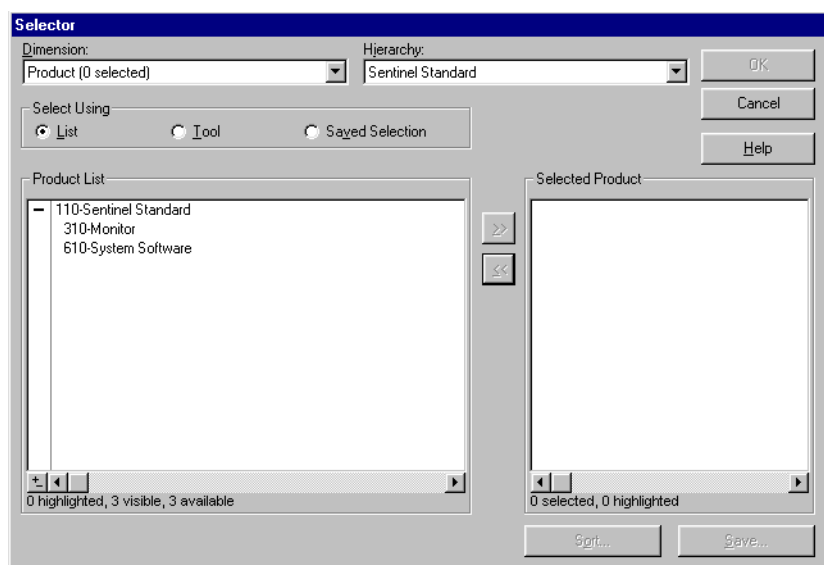 Selector
Dimension:
Hierarchy:
Product (0 selected)
Sentinel Standard
OK
Select Using
List
Tool
Saved Selection
Cancel
Help
Product List
Selected Product
110-Sentinel Standard
310-Monitor
610-System Software
>>
<<
0 highlighted, 3 visible, 3 available
0 selected, 0 highlighted
Sort...
Save...